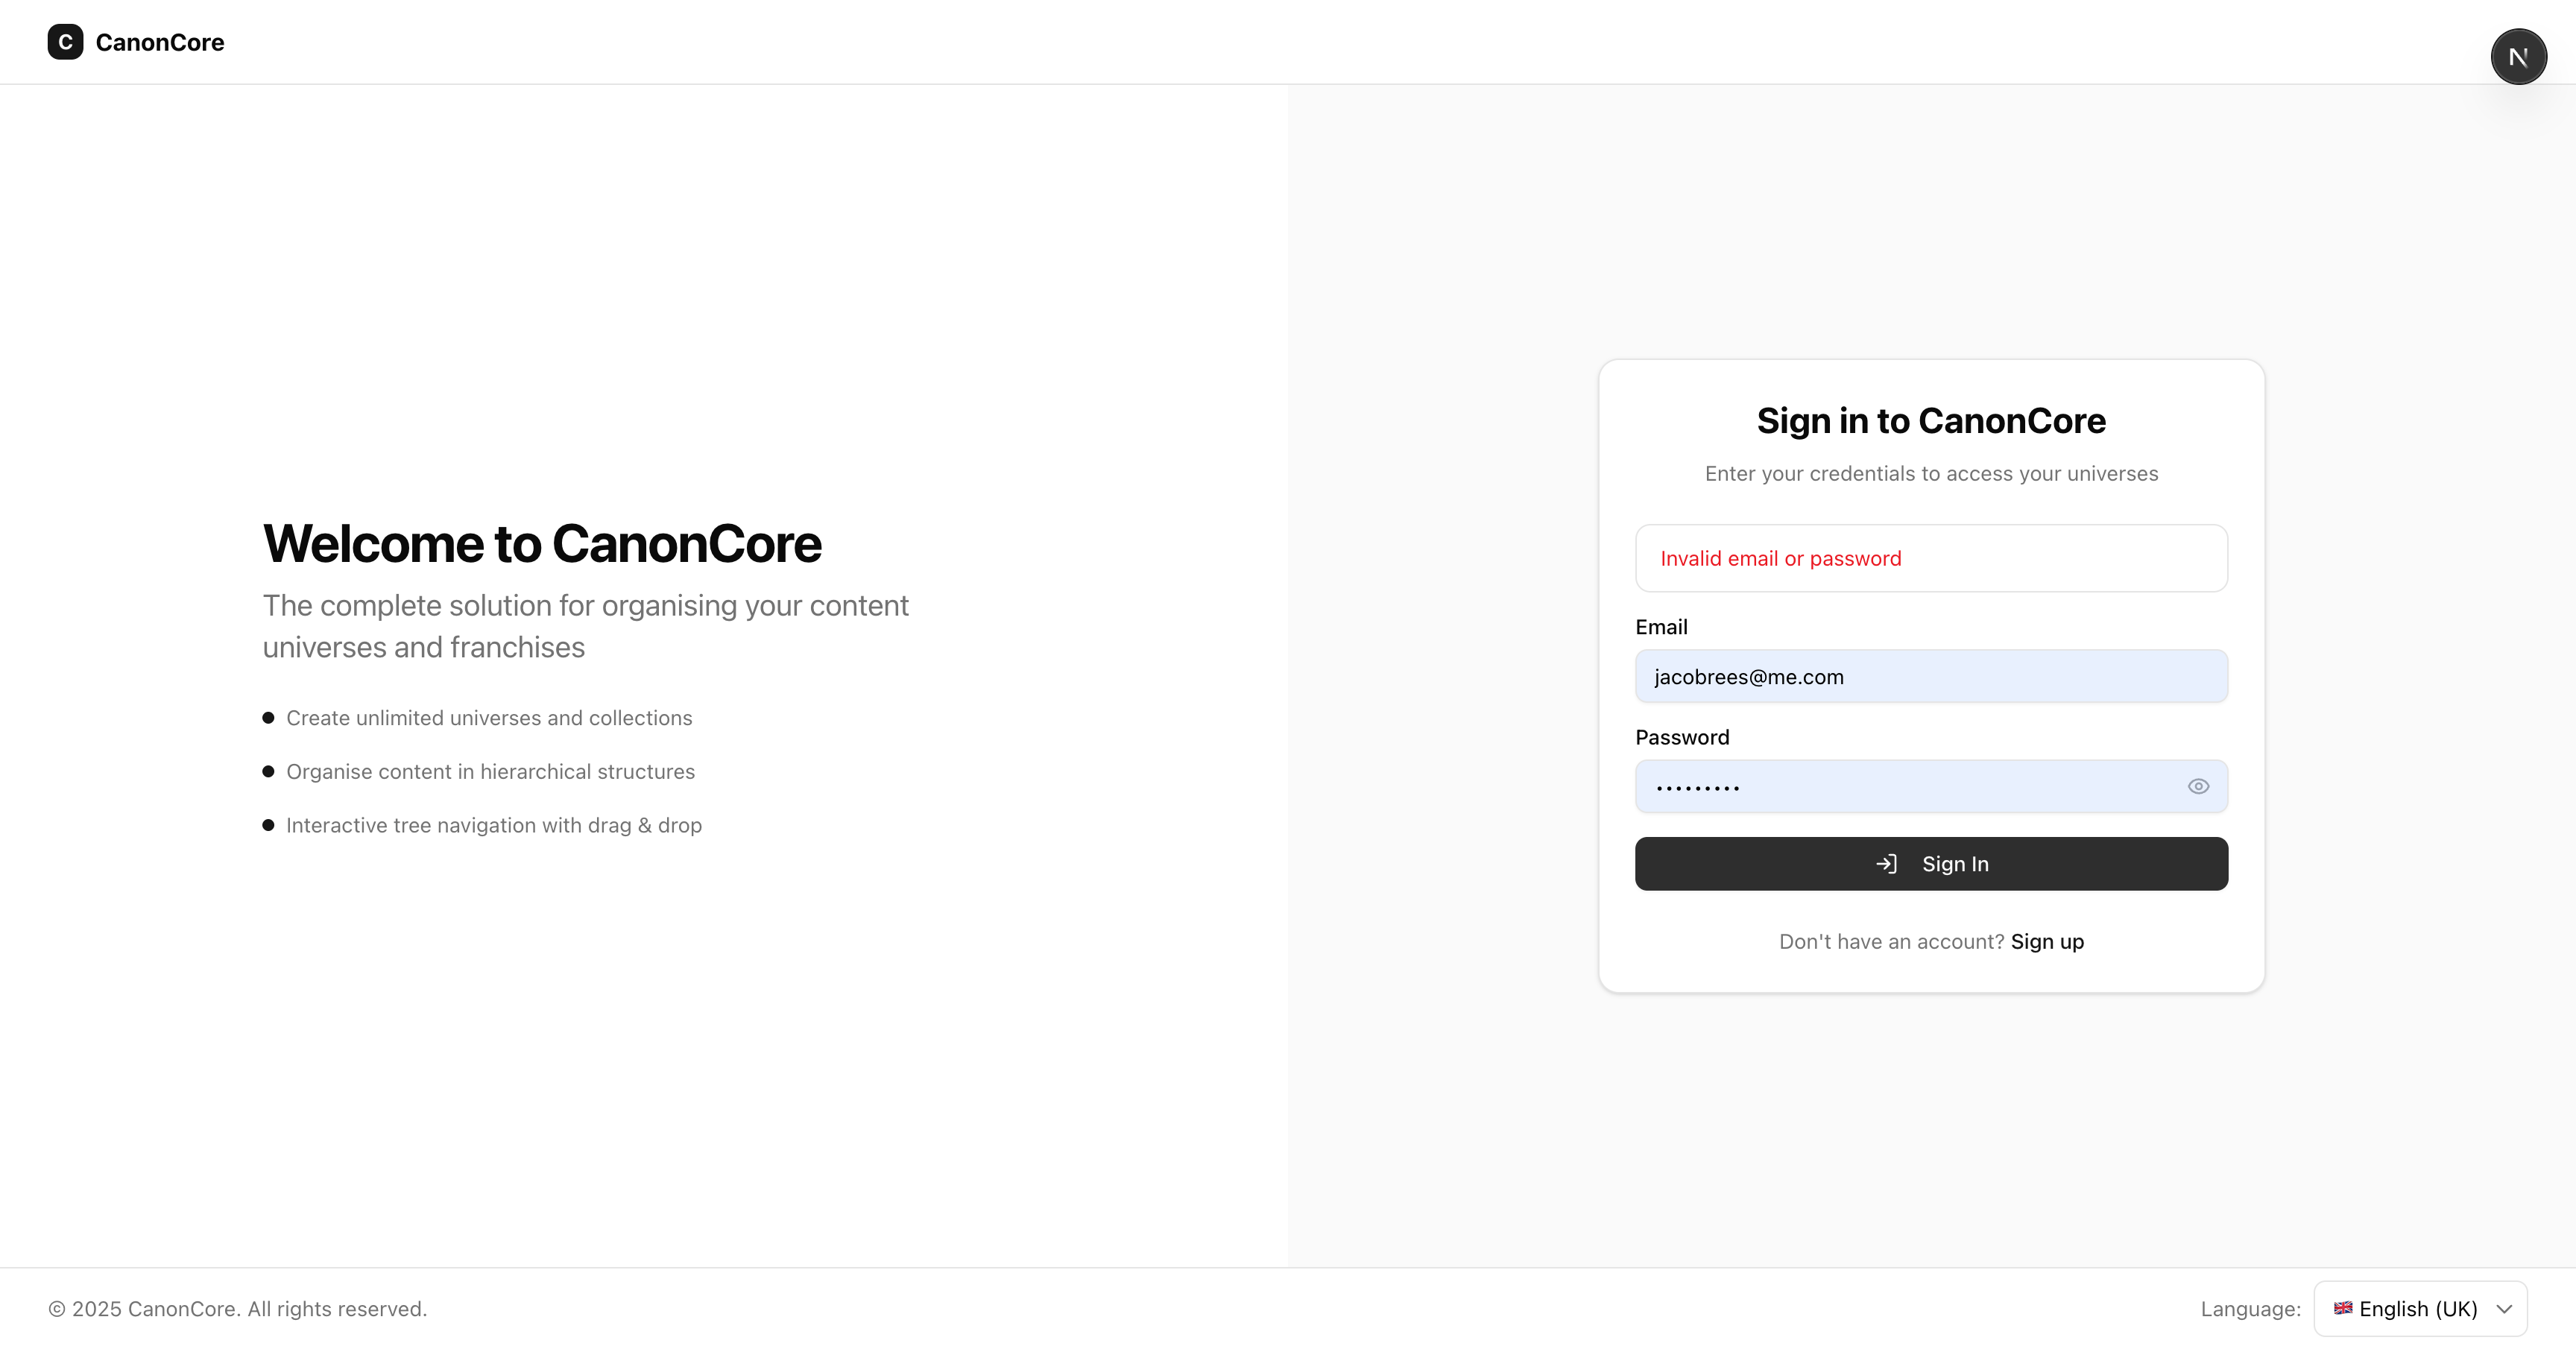 C CanonCore
N
Welcome to CanonCore
The complete solution for organising your content
universes and franchises
Create unlimited universes and collections
Organise content in hierarchical structures
Interactive tree navigation with drag & drop
Sign in to CanonCore
Enter your credentials to access your universes
Invalid email or password
Email
jacobrees@me.com
Password
Sign In
Don't have an account? Sign up
© 2025 CanonCore. All rights reserved.
Language: English (UK)